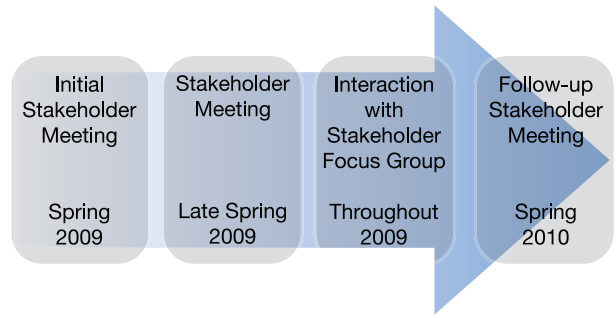 Initial
Stakeholder
Meeting
Spring
2009
Stakeholder
Meeting
Late Spring
2009
Interaction
with
Stakeholder
Focus Group
Throughout
2009
Follow-up
Stakeholder
Meeting
Spring
2010